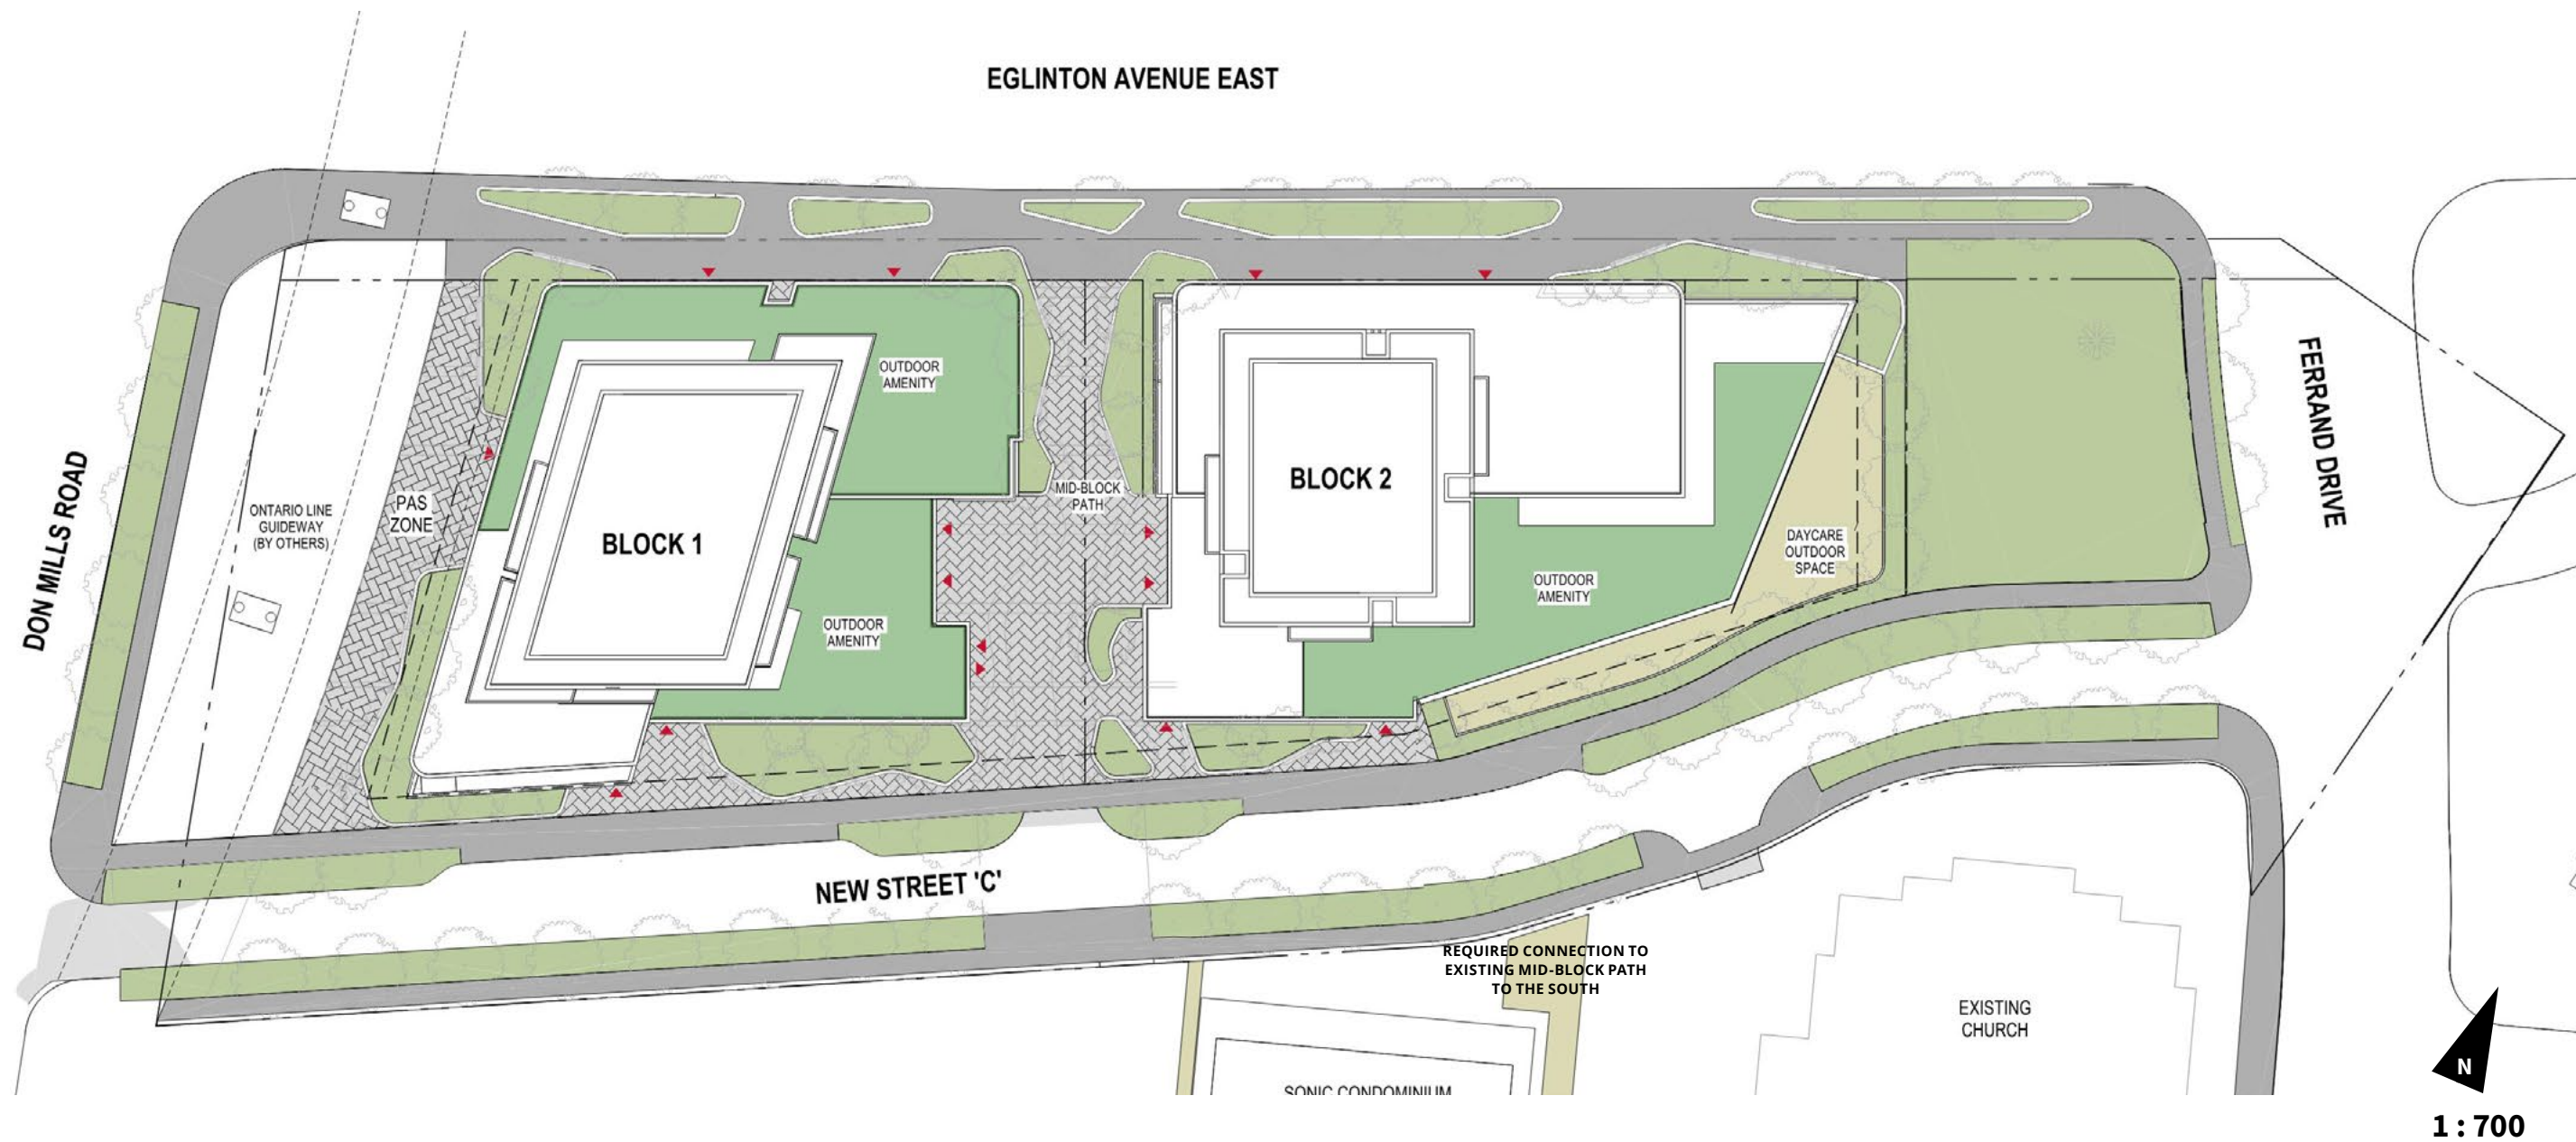 EGLINTON AVENUE EAST
OUTDOOR
AMENITY
BLOCK 1
OUTDOOR
AMENITY
PAS
ZONE
ONTARIO LINE
GUIDEWAY
(BY OTHERS)
DON MILLS ROAD
MID-BLOCK
PATH
BLOCK 2
OUTDOOR
AMENITY
DAYCARE
OUTDOOR
SPACE
FERRAND DRIVE
NEW STREET 'C'
REQUIRED CONNECTION TO
EXISTING MID-BLOCK PATH
TO THE SOUTH
SONIC CONDOMINIUM
EXISTING
CHURCH
N
1 : 700